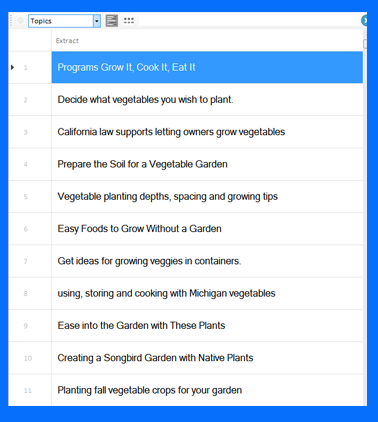 Topics
Extract
1 Programs Grow It, Cook It, Eat It
2 Decide what vegetables you wish to plant.
3 California law supports letting owners grow vegetables
4 Prepare the Soil for a Vegetable Garden
5 Vegetable planting depths, spacing and growing tips
6 Easy Foods to Grow Without a Garden
7 Get ideas for growing veggies in containers.
8 using, storing and cooking with Michigan vegetables
9 Ease into the Garden with These Plants
10 Creating a Songbird Garden with Native Plants
11 Planting fall vegetable crops for your garden